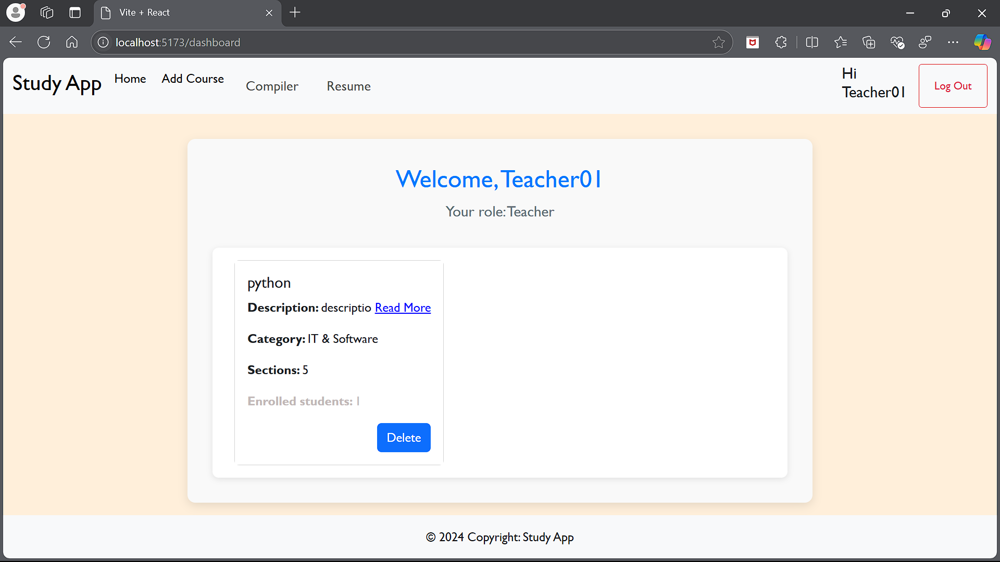 Vite + React
localhost:5173/dashboard
Study App
Home
Add Course
Compiler
Resume
Hi
Teacher01
Log Out
Welcome, Teacher01
Your role: Teacher
python
Description: descriptio Read More
Category: IT & Software
Sections: 5
Enrolled students: 1
Delete
© 2024 Copyright: Study App